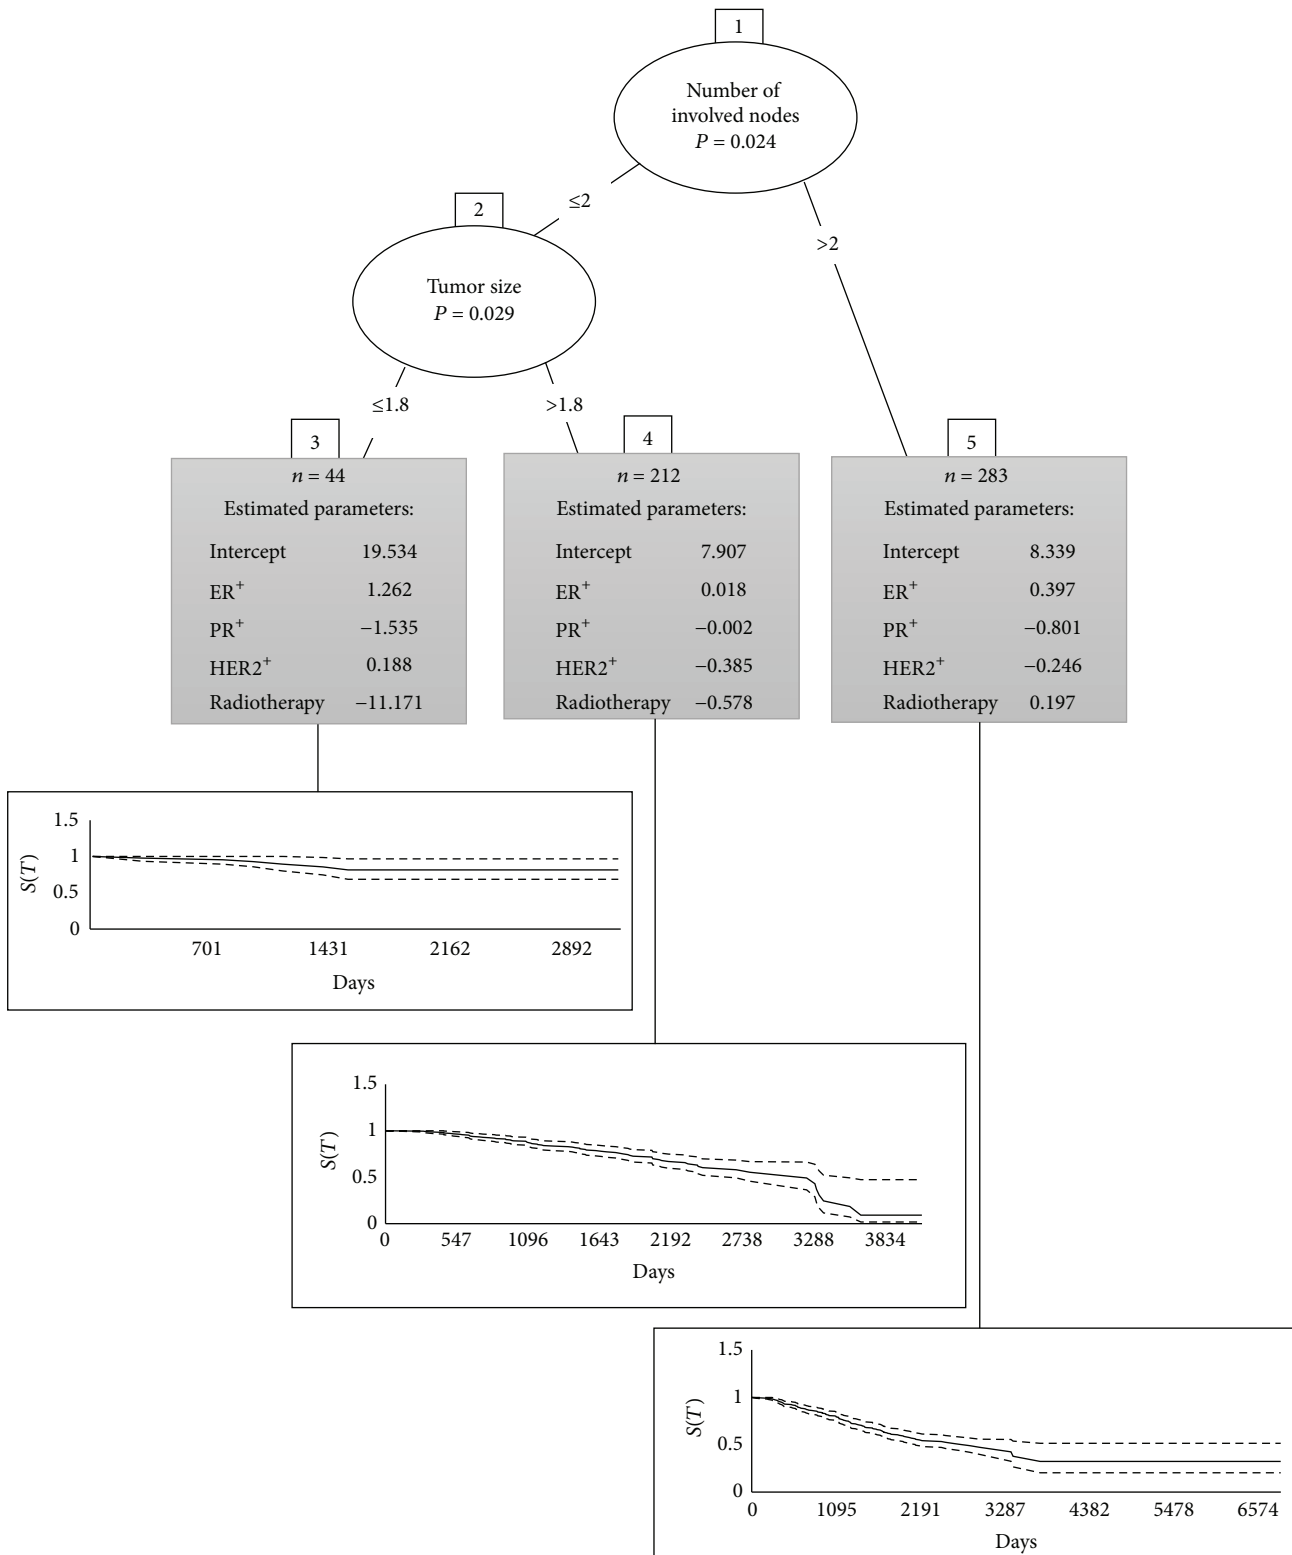 1
Number of
involved nodes
P = 0.024
≤2
>2
2
Tumor size
P = 0.029
≤1.8
>1.8
3
n = 44
Estimated parameters:
Intercept 19.534
ER+ 1.262
PR+ −1.535
HER2+ 0.188
Radiotherapy −11.171
4
n = 212
Estimated parameters:
Intercept 7.907
ER+ 0.018
PR+ −0.002
HER2+ −0.385
Radiotherapy −0.578
5
n = 283
Estimated parameters:
Intercept 8.339
ER+ 0.397
PR+ −0.801
HER2+ −0.246
Radiotherapy 0.197
1.5
1
0.5
0
S(T)
701 1431 2162 2892
Days
1.5
1
0.5
0
S(T)
0 547 1096 1643 2192 2738 3288 3834
Days
1.5
1
0.5
0
S(T)
0 1095 2191 3287 4382 5478 6574
Days